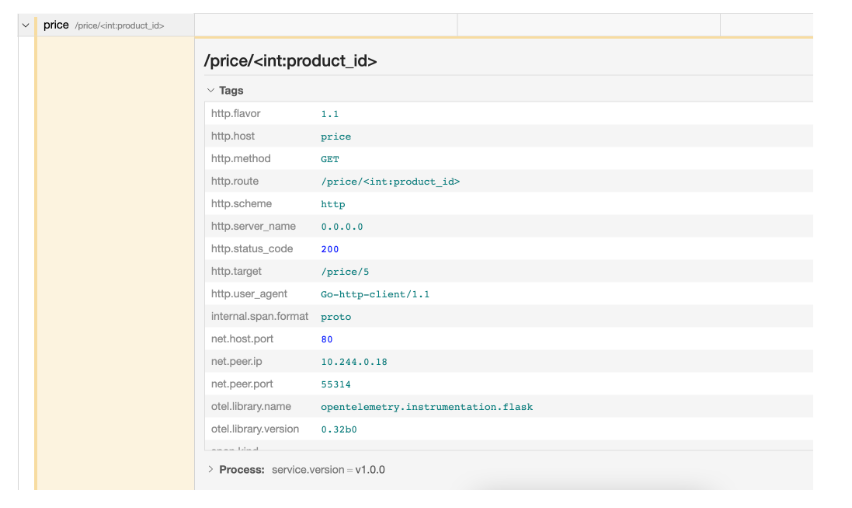 price /price/<int:product_id>
/price/<int:product_id>
Tags
http.flavor 1.1
http.host price
http.method GET
http.route /price/<int:product_id>
http.scheme http
http.server_name 0.0.0.0
http.status_code 200
http.target /price/5
http.user_agent Go-http-client/1.1
internal.span.format proto
net.host.port 80
net.peer.ip 10.244.0.18
net.peer.port 55314
otel.library.name opentelemetry.instrumentation.flask
otel.library.version 0.32b0
Process: service.version = v1.0.0